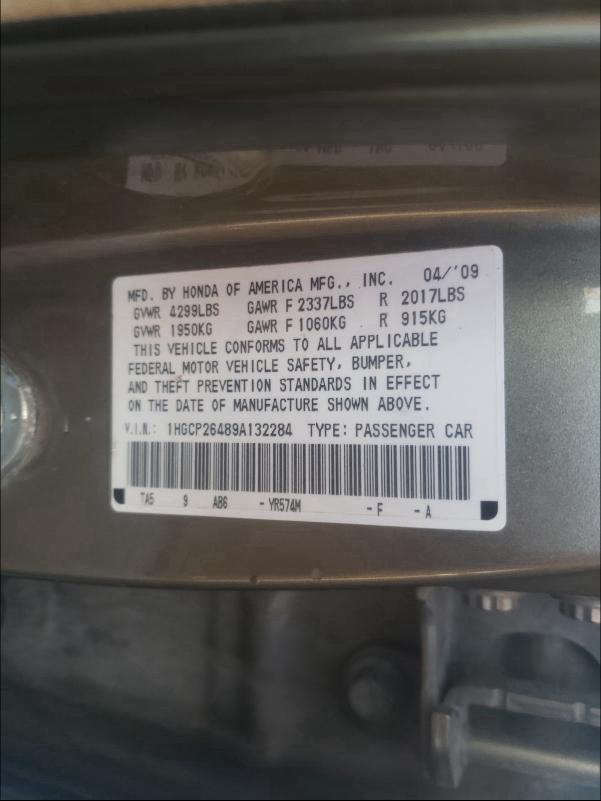 MFD. BY HONDA OF AMERICA MFG., INC. 04/'09
GVWR 4299LBS GAWR F 2337LBS R 2017LBS
GVWR 1950KG GAWR F 1060KG R 915KG
THIS VEHICLE CONFORMS TO ALL APPLICABLE
FEDERAL MOTOR VEHICLE SAFETY, BUMPER,
AND THEFT PREVENTION STANDARDS IN EFFECT
ON THE DATE OF MANUFACTURE SHOWN ABOVE.
V.I.N.: 1HGCP26489A132284 TYPE: PASSENGER CAR
TA5 9 AB6 - YR574M - F - A